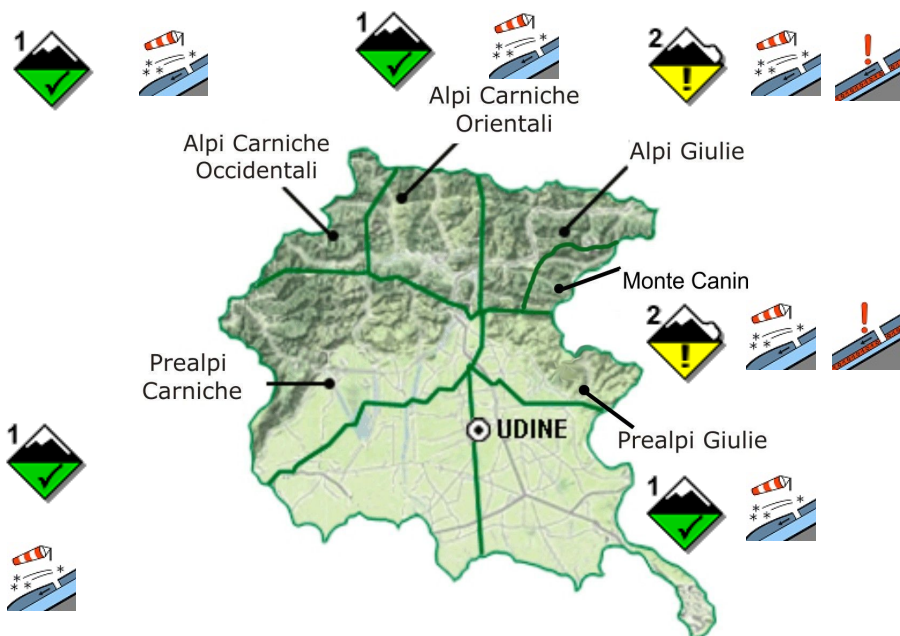 1
1
2
Alpi Carniche
Orientali
Alpi Carniche
Occidentali
Alpi Giulie
Monte Canin
2
Prealpi
Carniche
1
UDINE
Prealpi Giulie
1